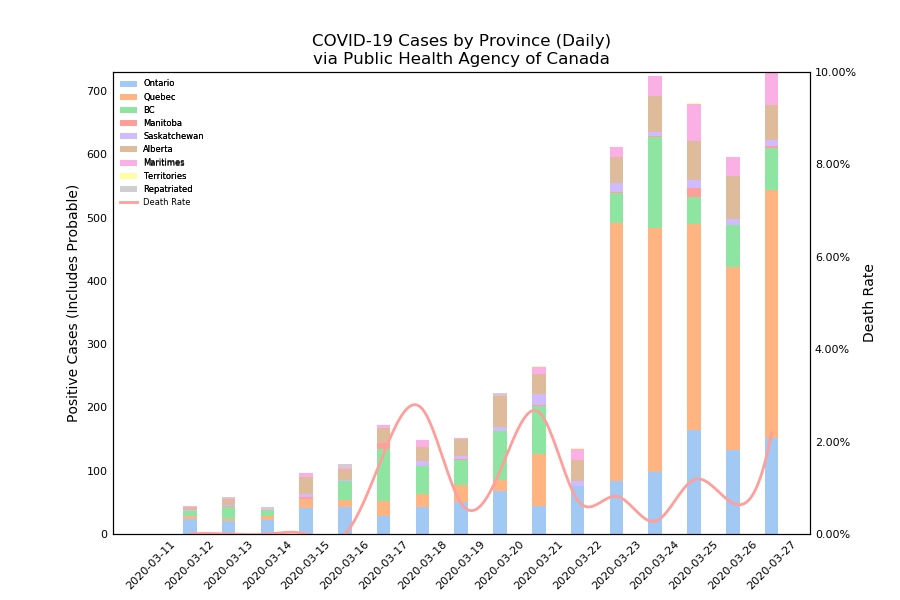 COVID-19 Cases by Province (Daily)
via Public Health Agency of Canada
Positive Cases (Includes Probable)
700
600
500
400
300
200
100
0
Ontario
Quebec
BC
Manitoba
Saskatchewan
Alberta
Maritimes
Territories
Repatriated
Death Rate
10.00%
8.00%
6.00%
4.00%
2.00%
0.00%
Death Rate
2020-03-11
2020-03-12
2020-03-13
2020-03-14
2020-03-15
2020-03-16
2020-03-17
2020-03-18
2020-03-19
2020-03-20
2020-03-21
2020-03-22
2020-03-23
2020-03-24
2020-03-25
2020-03-26
2020-03-27